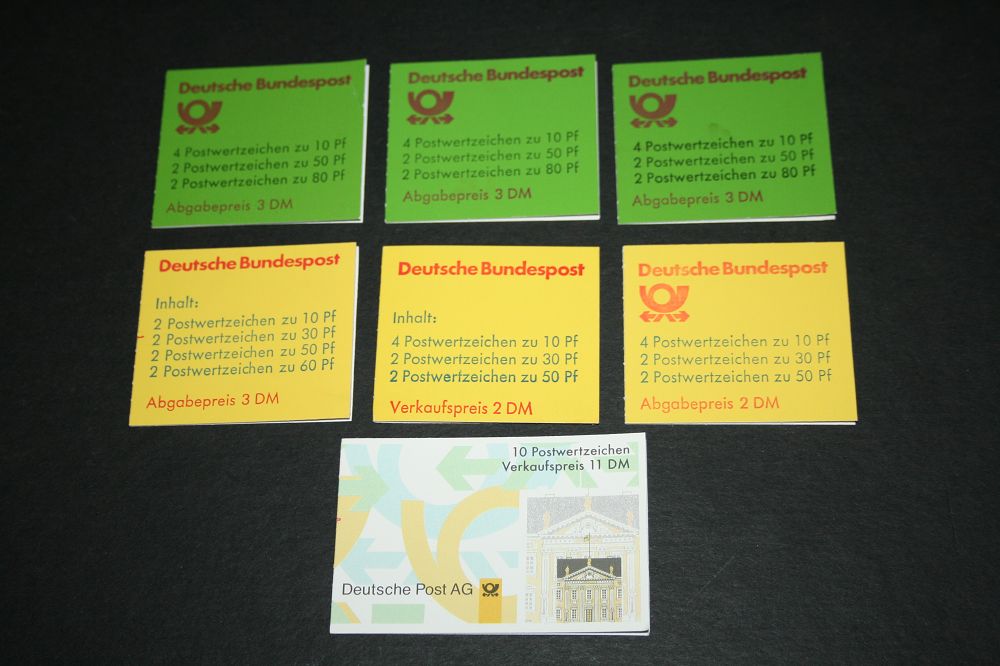 Deutsche Bundespost
4 Postwertzeichen zu 10 Pf
2 Postwertzeichen zu 50 Pf
2 Postwertzeichen zu 80 Pf
Abgabepreis 3 DM
Deutsche Bundespost
4 Postwertzeichen zu 10 Pf
2 Postwertzeichen zu 50 Pf
2 Postwertzeichen zu 80 Pf
Abgabepreis 3 DM
Deutsche Bundespost
4 Postwertzeichen zu 10 Pf
2 Postwertzeichen zu 50 Pf
2 Postwertzeichen zu 80 Pf
Abgabepreis 3 DM
Deutsche Bundespost
Inhalt:
2 Postwertzeichen zu 10 Pf
2 Postwertzeichen zu 30 Pf
2 Postwertzeichen zu 50 Pf
2 Postwertzeichen zu 60 Pf
Abgabepreis 3 DM
Deutsche Bundespost
Inhalt:
4 Postwertzeichen zu 10 Pf
2 Postwertzeichen zu 30 Pf
2 Postwertzeichen zu 50 Pf
Verkaufspreis 2 DM
Deutsche Bundespost
4 Postwertzeichen zu 10 Pf
2 Postwertzeichen zu 30 Pf
2 Postwertzeichen zu 50 Pf
Abgabepreis 2 DM
10 Postwertzeichen
Verkaufspreis 11 DM
Deutsche Post AG